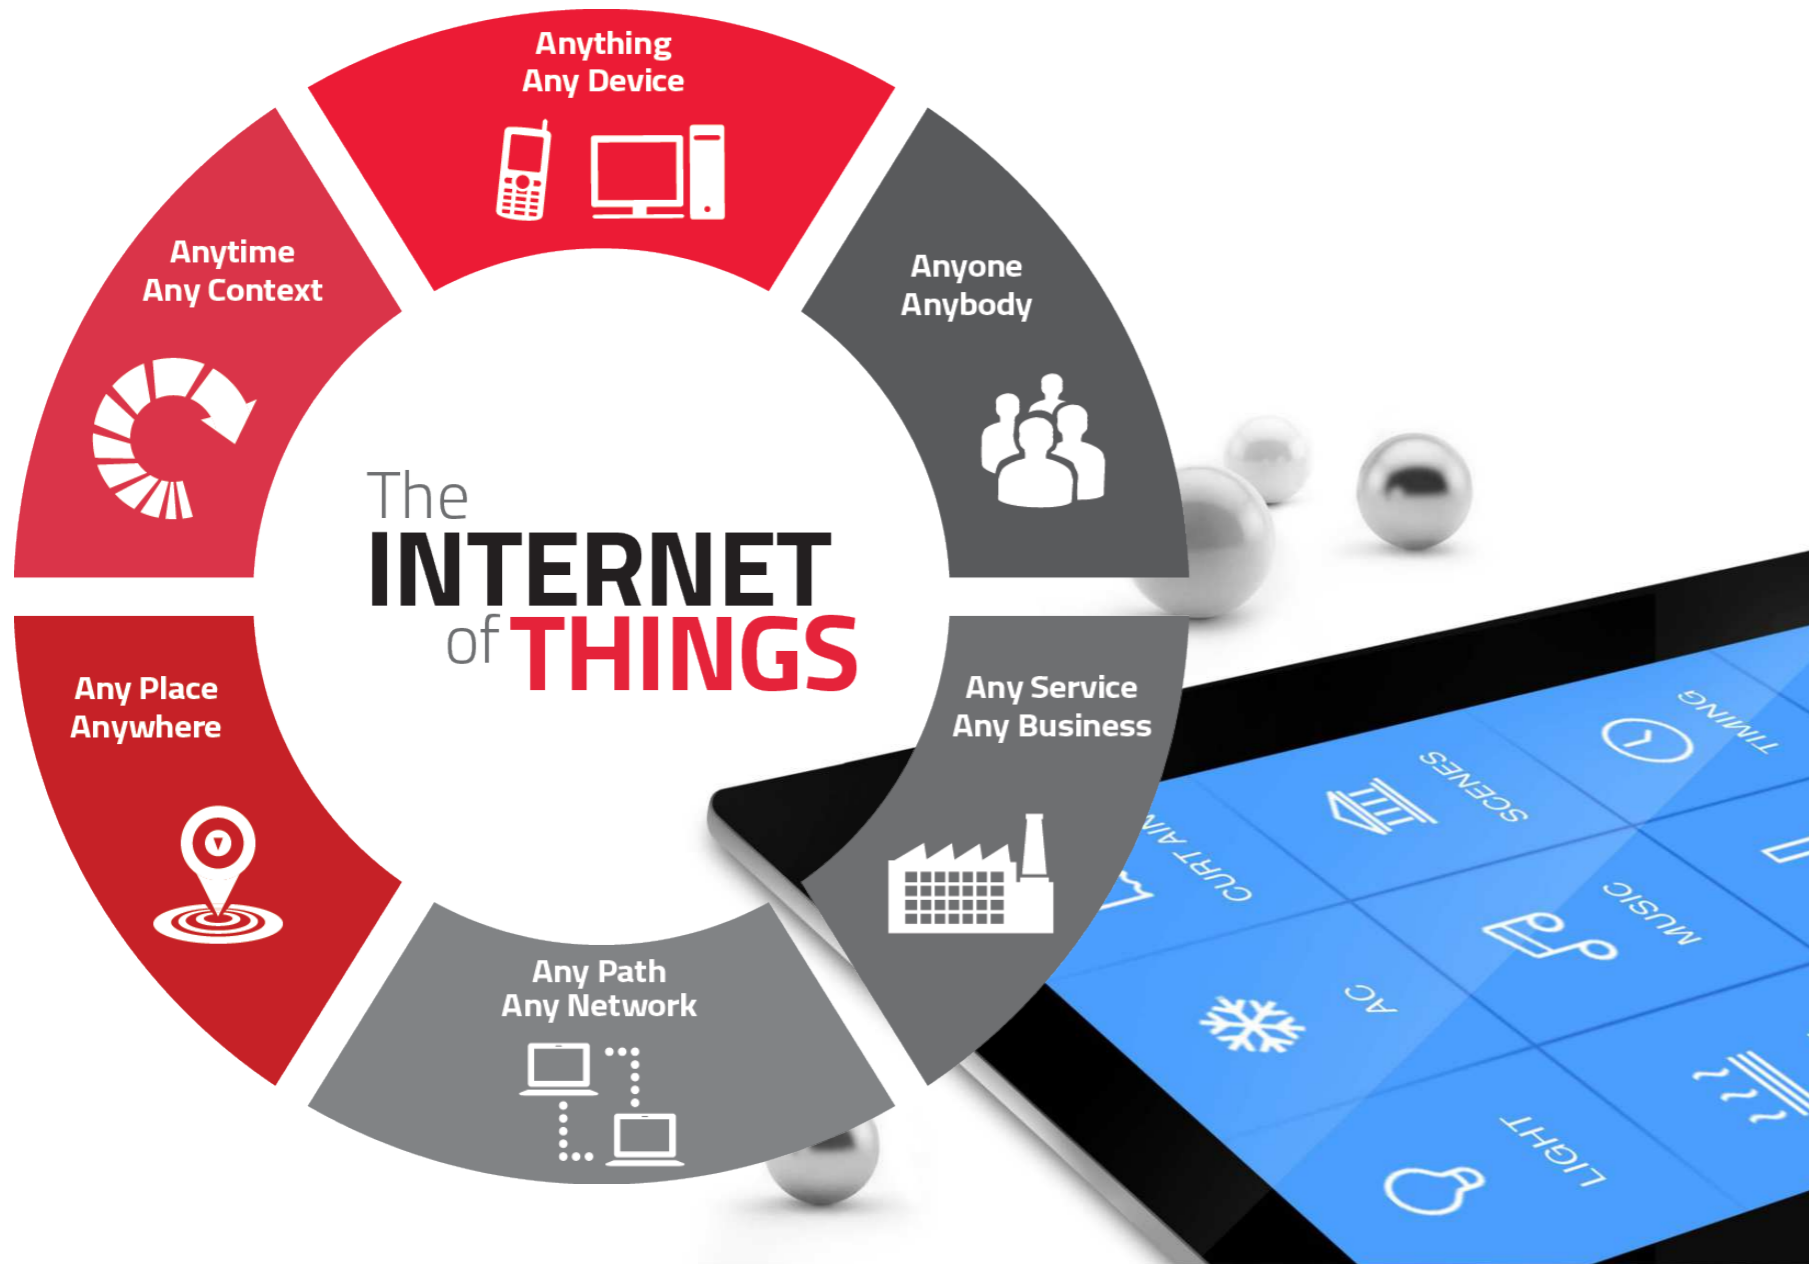 Anything
Any Device
Anytime
Any Context
Anyone
Anybody
The
INTERNET
of THINGS
Any Place
Anywhere
Any Service
Any Business
Any Path
Any Network
TIMING
SCENES
MUSIC
AC
LIGHT